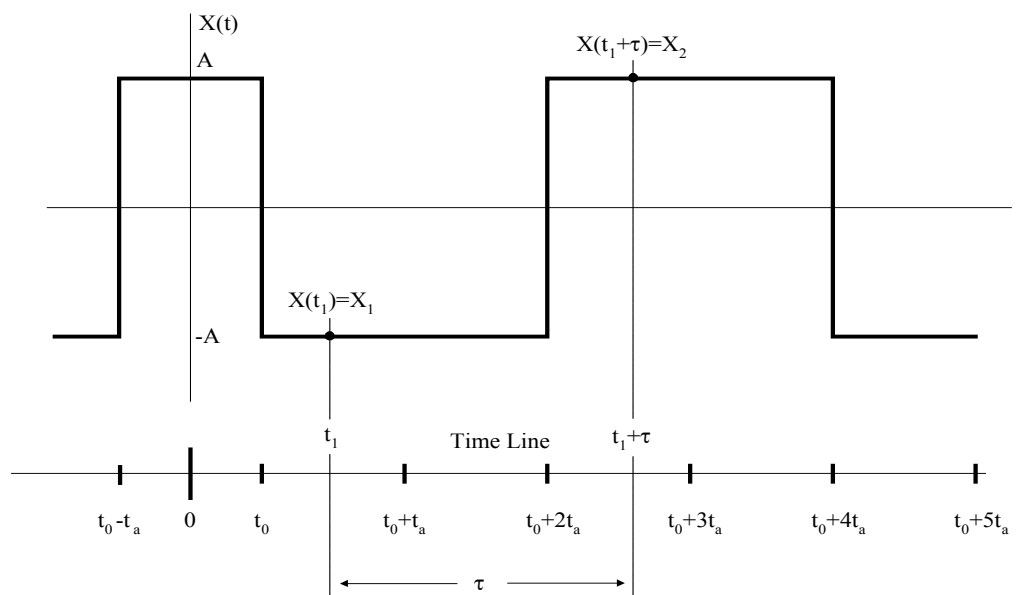 X(t)
A
X(t₁+τ)=X₂
X(t₁)=X₁
-A
t₁
Time Line
t₁+τ
t₀-tₐ
0
t₀
t₀+tₐ
t₀+2tₐ
t₀+3tₐ
t₀+4tₐ
t₀+5tₐ
τ